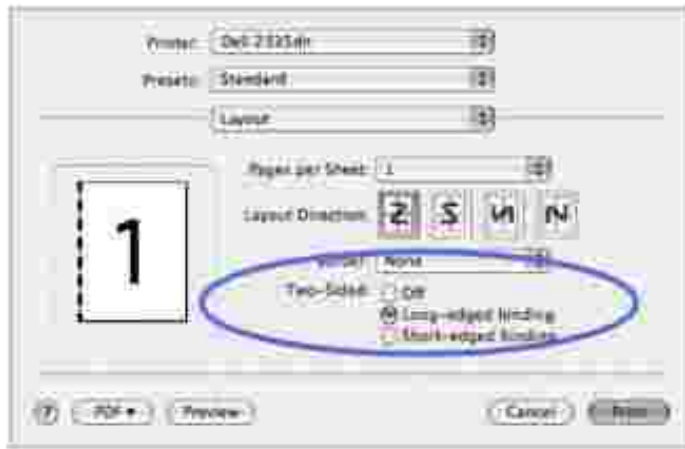 Printer: Dell 2335dn
Presets: Standard
Layout
Pages per Sheet: 1
Layout Direction:
Border: None
Two-Sided: Off
Long-edged binding
Short-edged binding
1
? PDF ▾ Preview Cancel Print